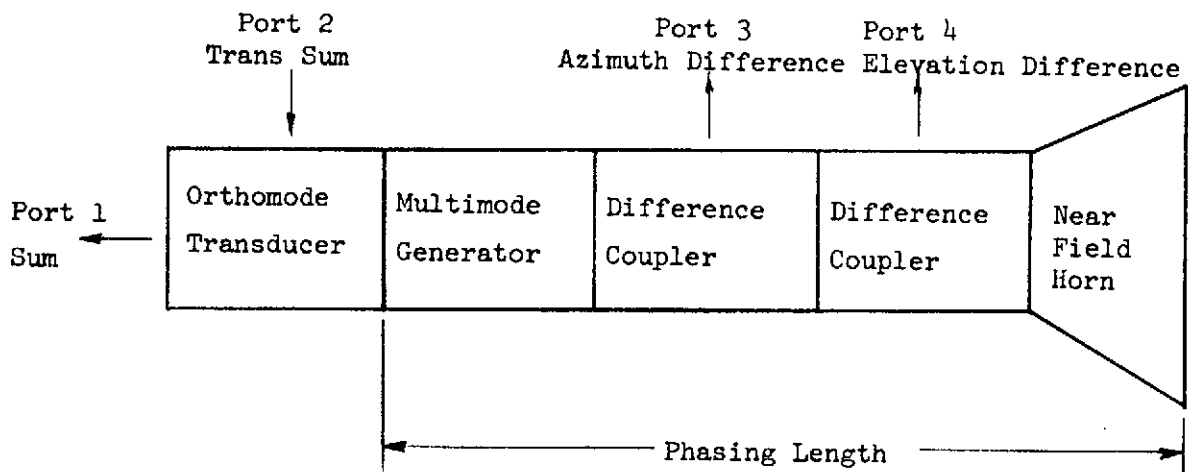 Port 2
Trans Sum
Port 3
Azimuth Difference
Port 4
Elevation Difference
Port 1
Sum
Orthomode
Transducer
Multimode
Generator
Difference
Coupler
Difference
Coupler
Near
Field
Horn
Phasing Length